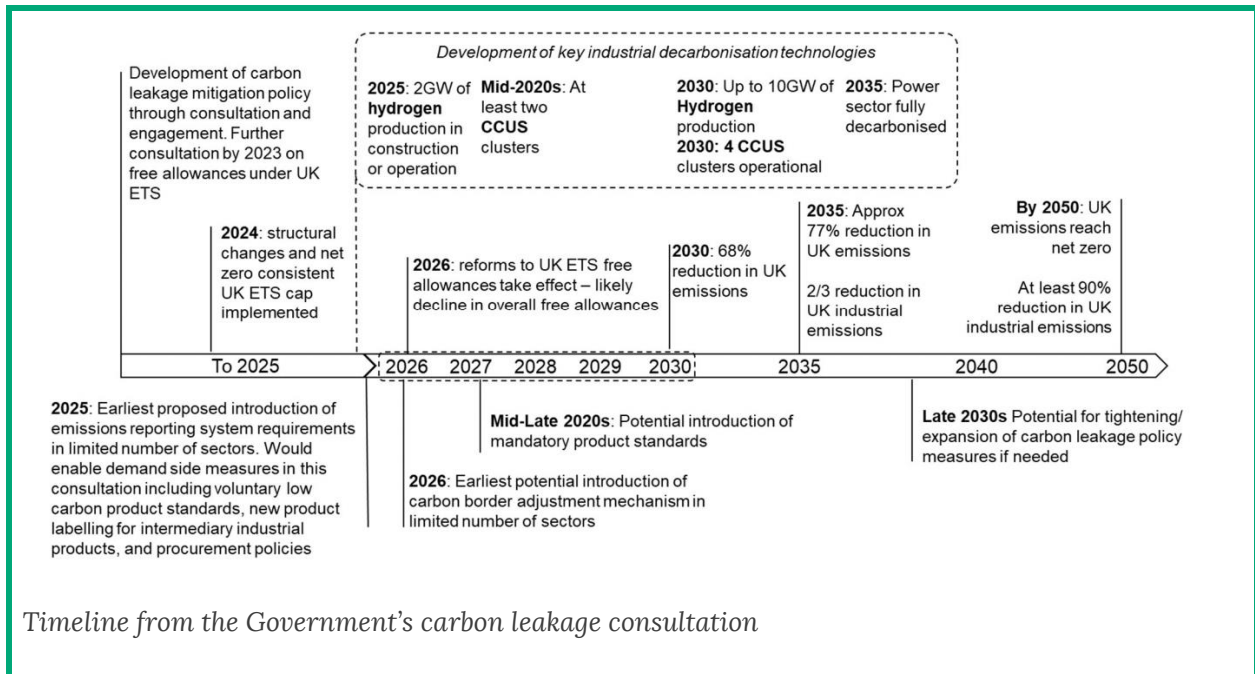 Development of key industrial decarbonisation technologies
Development of carbon
leakage mitigation policy
through consultation and
engagement. Further
consultation by 2023 on
free allowances under UK
ETS
2025: 2GW of
hydrogen
production in
construction
or operation
Mid-2020s: At
least two
CCUS
clusters
2030: Up to 10GW of
Hydrogen
production
2030: 4 CCUS
clusters operational
2035: Power
sector fully
decarbonised
2024: structural
changes and net
zero consistent
UK ETS cap
implemented
2026: reforms to UK ETS free
allowances take effect – likely
decline in overall free allowances
2030: 68%
reduction in UK
emissions
2035: Approx
77% reduction in
UK emissions
2/3 reduction in
UK industrial
emissions
By 2050: UK
emissions reach
net zero
At least 90%
reduction in UK
industrial emissions
To 2025 2026 2027 2028 2029 2030 2035 2040 2050
2025: Earliest proposed introduction of
emissions reporting system requirements
in limited number of sectors. Would
enable demand side measures in this
consultation including voluntary low
carbon product standards, new product
labelling for intermediary industrial
products, and procurement policies
Mid-Late 2020s: Potential introduction of
mandatory product standards
2026: Earliest potential introduction of
carbon border adjustment mechanism in
limited number of sectors
Late 2030s Potential for tightening/
expansion of carbon leakage policy
measures if needed
Timeline from the Government's carbon leakage consultation